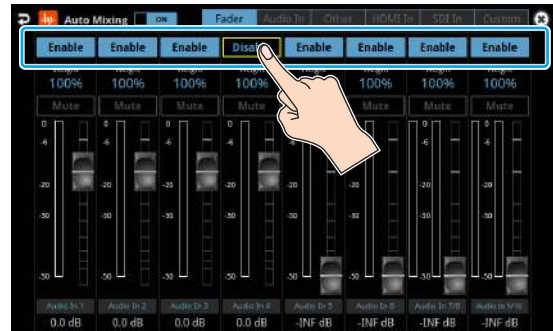 Auto Mixing ON Fader Audio In Other HDMI In SDI In Custom
Enable Enable Enable Enable Enable Enable Enable
100% 100% 100% 100% 100% 100% 100%
Mute Mute Mute Mute Mute Mute Mute
0 0 0 0
-6 -6 -6 -6 -6 -6 -6
-20 -20 -20 -20 -20 -20 -20 -20
-30 -30 -30 -30 -30 -30 -30 -30
-50 -50 -50 -50 -50 -50 -50 -50
Audio In 1 Audio In 2 Audio In 3 Audio In 4 Audio In 5 Audio In 6 Audio In 7/8 Audio In 9/10
0.0 dB 0.0 dB 0.0 dB 0.0 dB -INF dB -INF dB -INF dB -INF dB